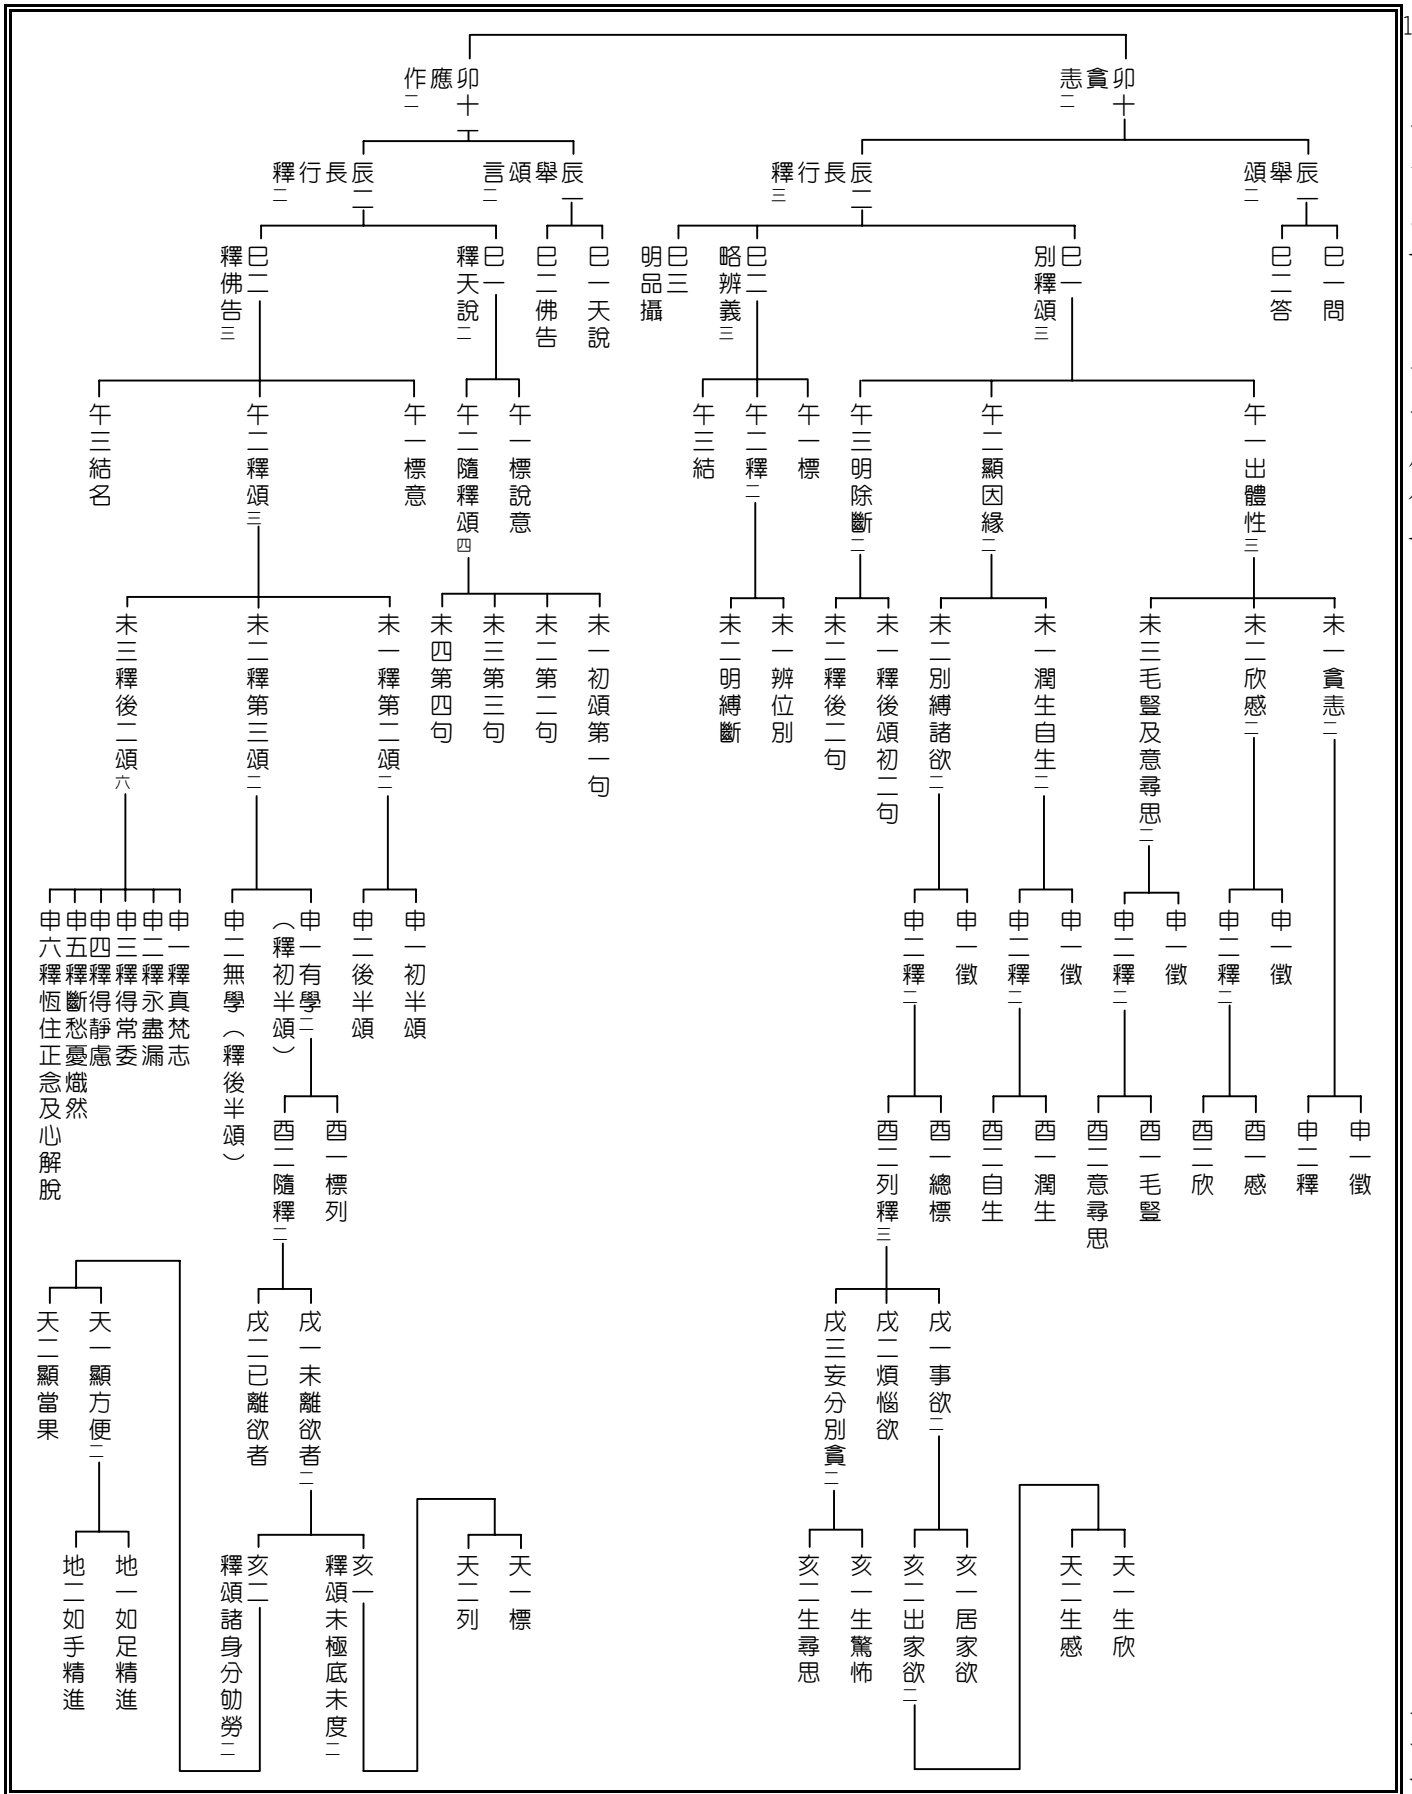 卯十貪恚二
卯十一應作二
辰一舉頌二
辰二長行釋三
辰一舉頌言二
辰二長行釋二
巳一問
巳二答
巳一別釋頌三
巳二略辨義三
巳三明品攝
巳一天說
巳二佛告
巳一釋天說二
巳二釋佛告三
午一出體性三
午二顯因緣二
午三明除斷二
午一標
午二釋二
午三結
午一標說意
午二隨釋頌四
午一標意
午二釋頌三
午三結名
未一貪恚二
未二欣慼二
未三毛豎及意尋思二
未一潤生自生二
未二別縛諸欲二
未一釋後頌初二句
未二釋後二句
未一辨位別
未二明縛斷
未一初頌第一句
未二第二句
未三第三句
未四第四句
未一釋第二頌二
未二釋第三頌二
未三釋後二頌六
申一徵
申二釋二
申一徵
申二釋二
申一徵
申二釋二
申一徵
申二釋二
申一初半頌
申二後半頌
申一有學二
（釋初半頌）
申二無學（釋後半頌）
申一釋真梵志
申二釋永盡漏
申三釋得常委
申四釋得靜慮
申五釋斷愁憂熾然
申六釋恆住正念及心解脫
申一徵
申二釋
酉一慼
酉二欣
酉一毛豎
酉二意尋思
酉一潤生
酉二自生
酉一總標
酉二列釋三
酉一標列
酉二隨釋二
戌一事欲二
戌二煩惱欲
戌三妄分別貪二
戌一未離欲者二
戌二已離欲者
天一顯方便二
天二顯當果
天一生欣
天二生慼
亥一居家欲
亥二出家欲二
亥一生驚怖
亥二生尋思
天一標
天二列
亥一釋頌未極底未度二
亥二釋頌諸身分劬勞二
地一如足精進
地二如手精進